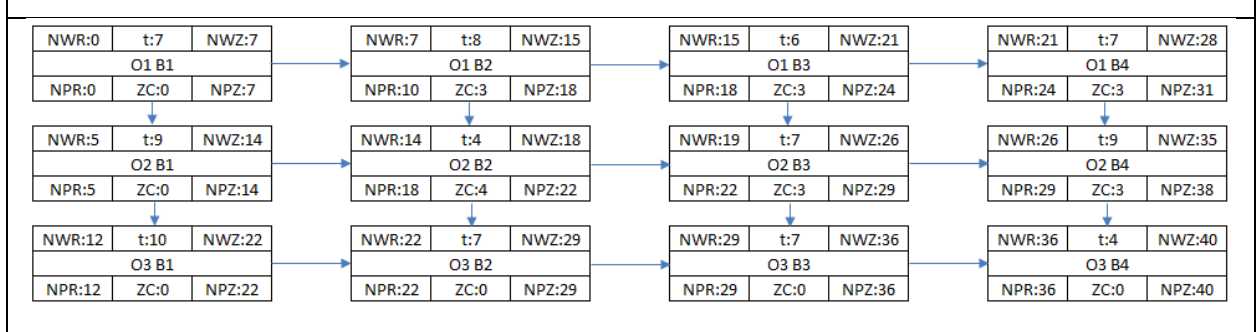 NWR:0 t:7 NWZ:7 NWR:7 t:8 NWZ:15 NWR:15 t:6 NWZ:21 NWR:21 t:7 NWZ:28
O1 B1 O1 B2 O1 B3 O1 B4
NPR:0 ZC:0 NPZ:7 NPR:10 ZC:3 NPZ:18 NPR:18 ZC:3 NPZ:24 NPR:24 ZC:3 NPZ:31
NWR:5 t:9 NWZ:14 NWR:14 t:4 NWZ:18 NWR:19 t:7 NWZ:26 NWR:26 t:9 NWZ:35
O2 B1 O2 B2 O2 B3 O2 B4
NPR:5 ZC:0 NPZ:14 NPR:18 ZC:4 NPZ:22 NPR:22 ZC:3 NPZ:29 NPR:29 ZC:3 NPZ:38
NWR:12 t:10 NWZ:22 NWR:22 t:7 NWZ:29 NWR:29 t:7 NWZ:36 NWR:36 t:4 NWZ:40
O3 B1 O3 B2 O3 B3 O3 B4
NPR:12 ZC:0 NPZ:22 NPR:22 ZC:0 NPZ:29 NPR:29 ZC:0 NPZ:36 NPR:36 ZC:0 NPZ:40